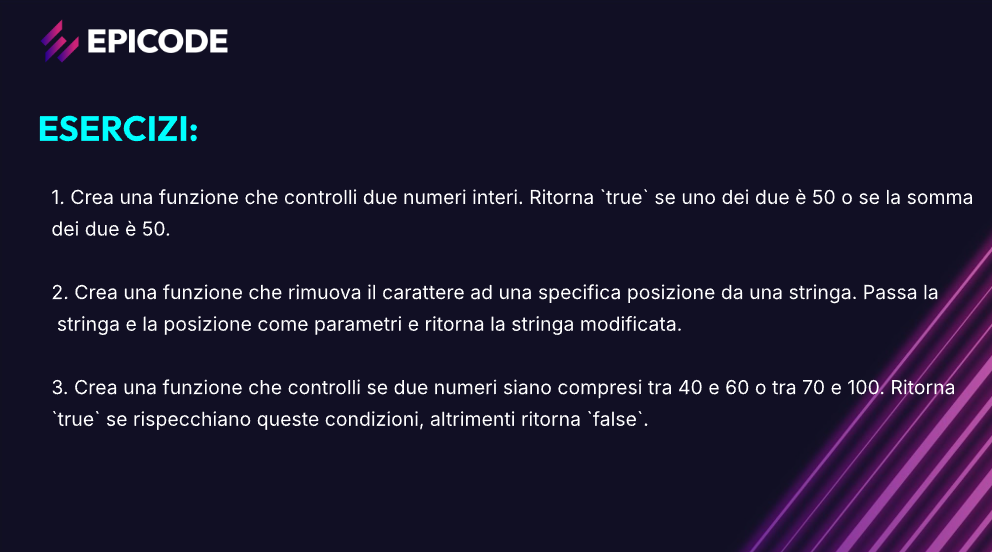 EPICODE
ESERCIZI:
1. Crea una funzione che controlli due numeri interi. Ritorna `true` se uno dei due è 50 o se la somma
dei due è 50.
2. Crea una funzione che rimuova il carattere ad una specifica posizione da una stringa. Passa la
stringa e la posizione come parametri e ritorna la stringa modificata.
3. Crea una funzione che controlli se due numeri siano compresi tra 40 e 60 o tra 70 e 100. Ritorna
`true` se rispecchiano queste condizioni, altrimenti ritorna `false`.